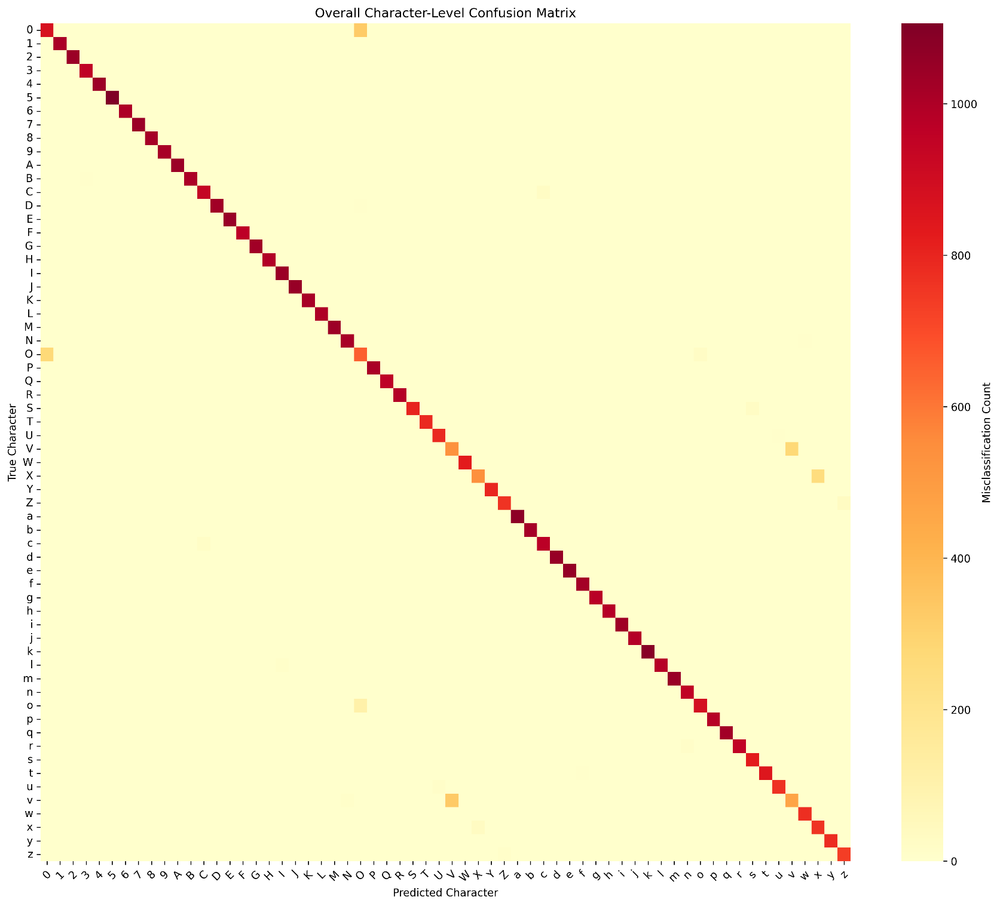 Overall Character-Level Confusion Matrix
0
1
2
3
4
5
6
7
8
9
A
B
C
D
E
F
G
H
I
J
K
L
M
N
O
P
Q
R
S
T
U
V
W
X
Y
Z
a
b
c
d
e
f
g
h
i
j
k
l
m
n
o
p
q
r
s
t
u
v
w
x
y
z
True Character
0 1 2 3 4 5 6 7 8 9 A B C D E F G H I J K L M N O P Q R S T U V W X Y Z a b c d e f g h i j k l m n o p q r s t u v w x y z
Predicted Character
1000
800
600
400
200
0
Misclassification Count